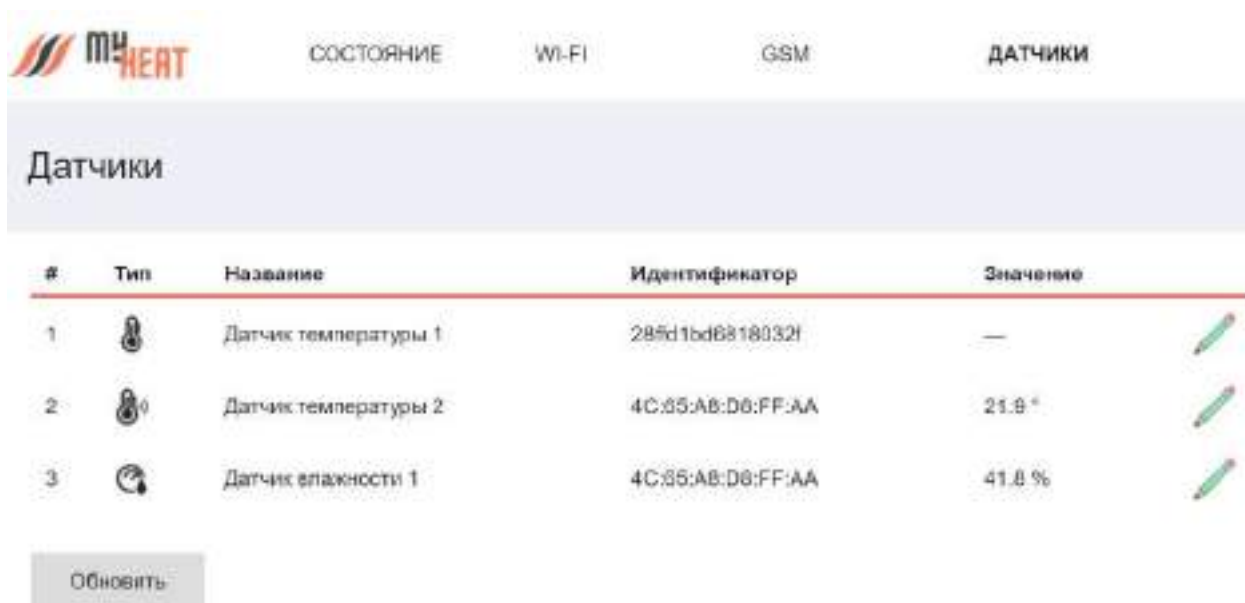 MYHEAT СОСТОЯНИЕ WI-FI GSM ДАТЧИКИ
Датчики
# Тип Название Идентификатор Значение
1 Датчик температуры 1 28ffd1bd6818032f —
2 Датчик температуры 2 4C:65:A8:D6:FF:AA 21.9 °
3 Датчик влажности 1 4C:65:A8:D6:FF:AA 41.8 %
Обновить